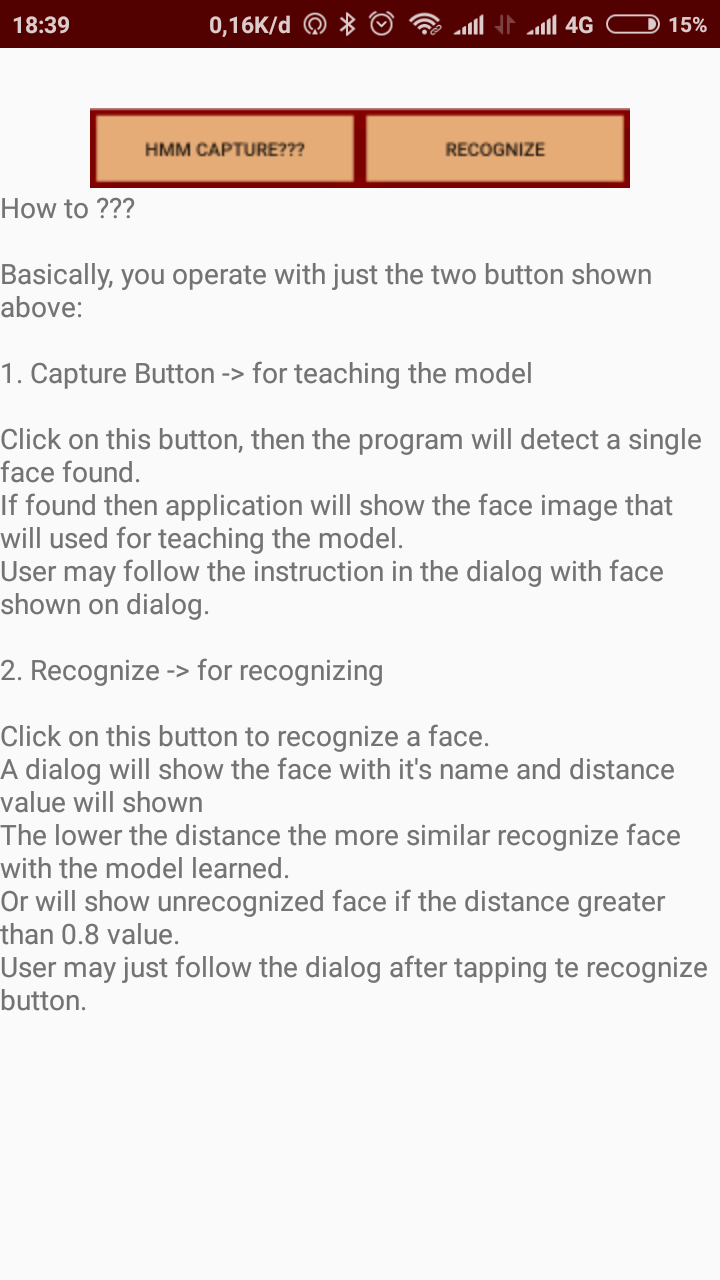 18:39 0,16K/d 4G 15%
HMM CAPTURE??? RECOGNIZE
How to ???
Basically, you operate with just the two button shown
above:
1. Capture Button -> for teaching the model
Click on this button, then the program will detect a single
face found.
If found then application will show the face image that
will used for teaching the model.
User may follow the instruction in the dialog with face
shown on dialog.
2. Recognize -> for recognizing
Click on this button to recognize a face.
A dialog will show the face with it's name and distance
value will shown
The lower the distance the more similar recognize face
with the model learned.
Or will show unrecognized face if the distance greater
than 0.8 value.
User may just follow the dialog after tapping te recognize
button.